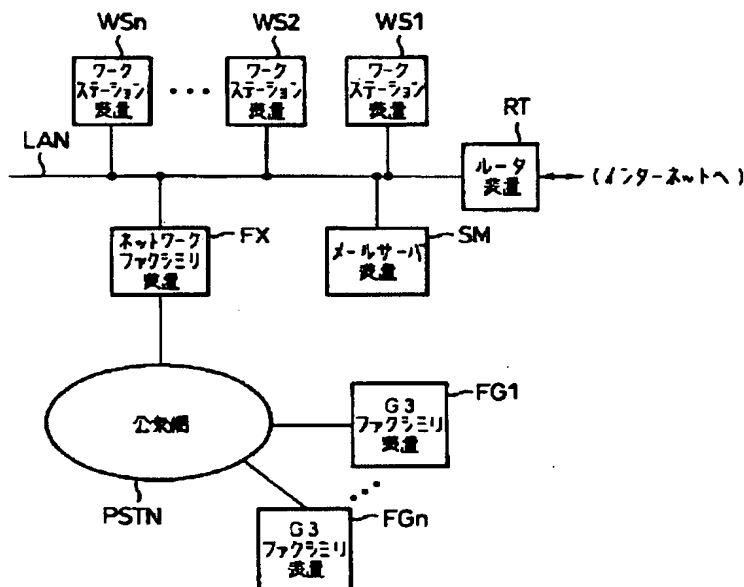 WSn WS2 WS1
ワーク
ステーション
装置
ワーク
ステーション
装置
ワーク
ステーション
装置
RT
LAN
ルータ
装置
(インターネットへ)
ネットワーク
ファクシミリ
装置
FX
メールサーバ
装置
SM
公衆網
PSTN
G3
ファクシミリ
装置
FG1
G3
ファクシミリ
装置
FGn